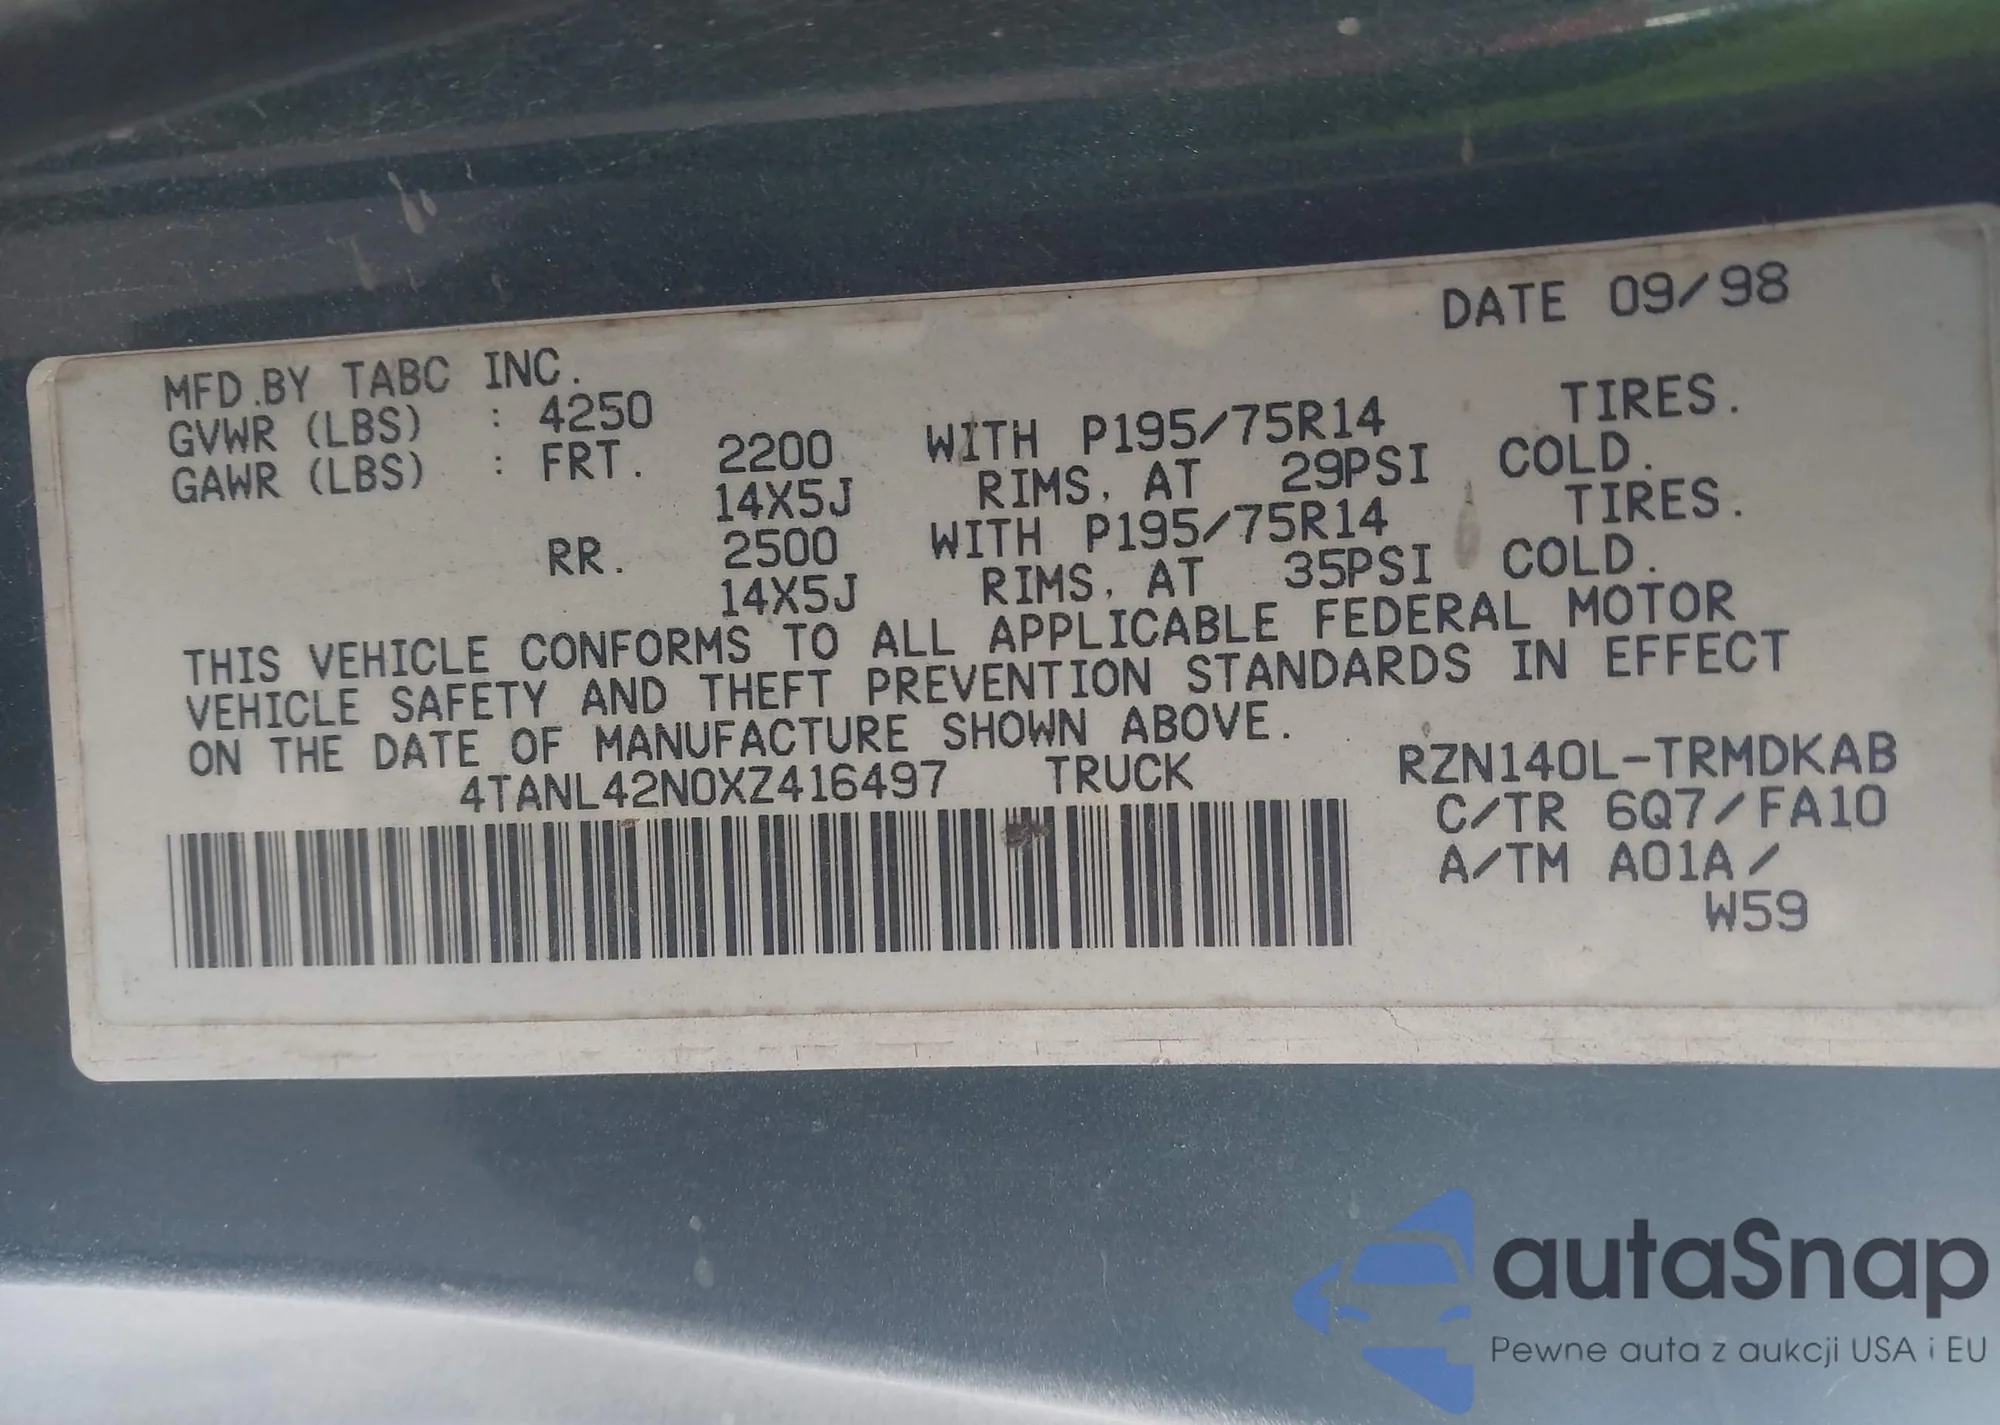 DATE 09/98
MFD.BY TABC INC.
GVWR (LBS) : 4250
GAWR (LBS) : FRT. 2200 WITH P195/75R14 TIRES.
14X5J RIMS, AT 29PSI COLD.
RR. 2500 WITH P195/75R14 TIRES.
14X5J RIMS, AT 35PSI COLD.
THIS VEHICLE CONFORMS TO ALL APPLICABLE FEDERAL MOTOR
VEHICLE SAFETY AND THEFT PREVENTION STANDARDS IN EFFECT
ON THE DATE OF MANUFACTURE SHOWN ABOVE.
4TANL42N0XZ416497 TRUCK RZN140L-TRMDKAB
C/TR 6Q7/FA10
A/TM A01A/
W59
autaSnap
Pewne auta z aukcji USA i EU